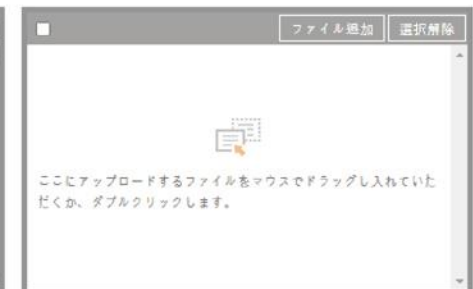 ファイル追加 選択解除
ここにアップロードするファイルをマウスでドラッグし入れていた
だくか、ダブルクリックします。